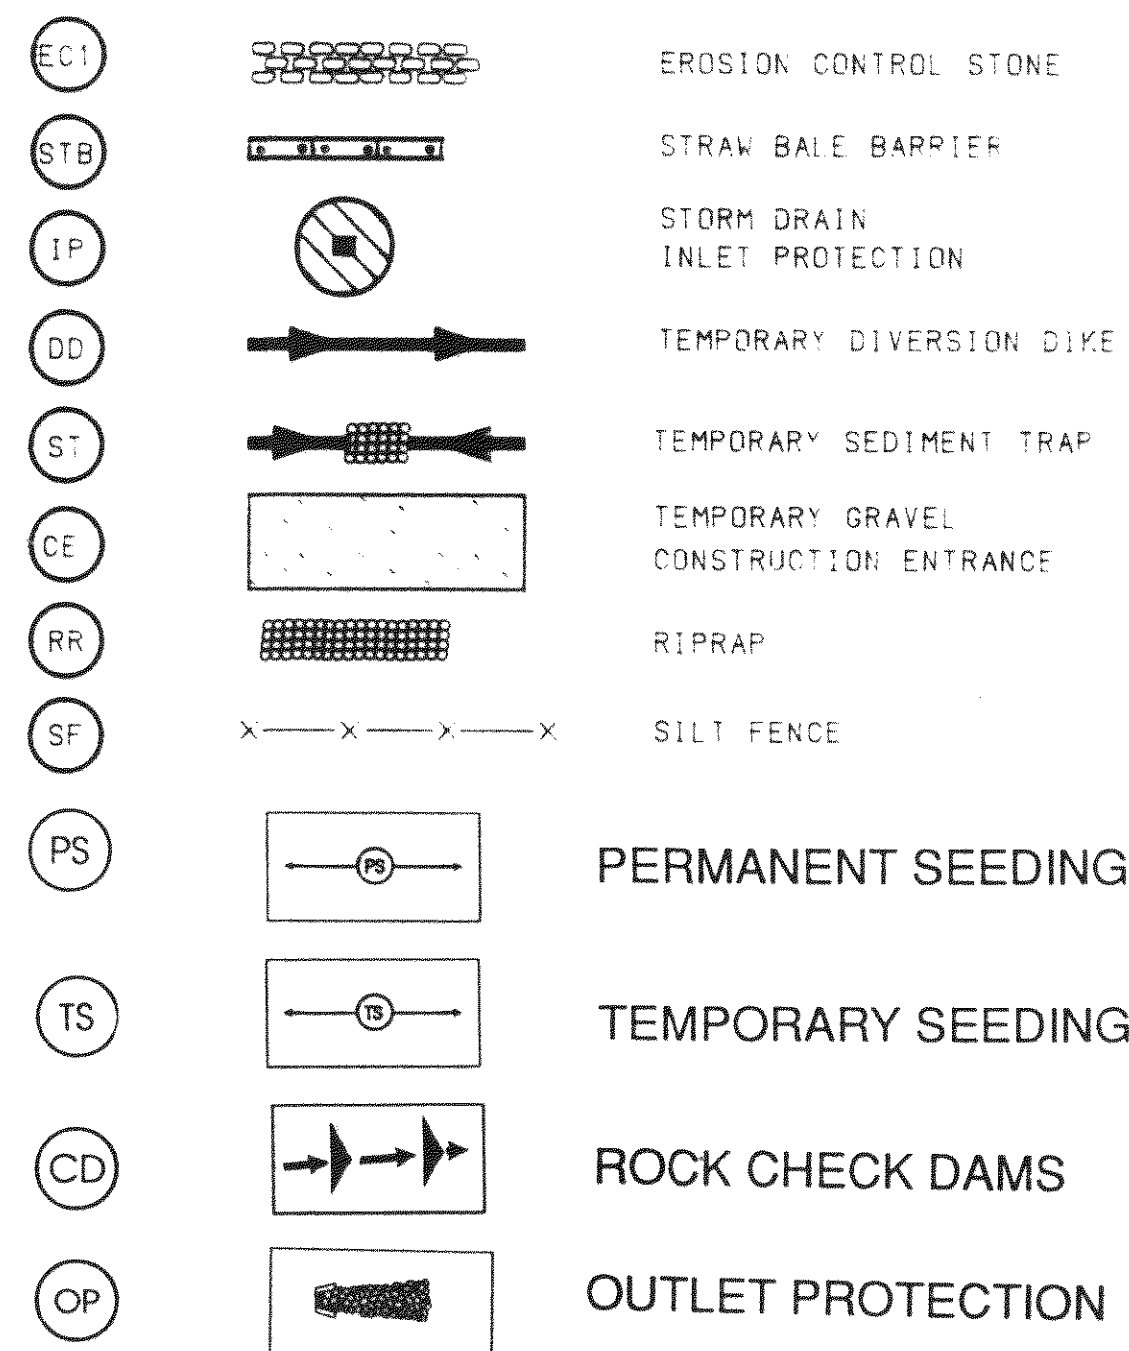 EC1 EROSION CONTROL STONE
STB STRAW BALE BARRIER
IP STORM DRAIN
INLET PROTECTION
DD TEMPORARY DIVERSION DIKE
ST TEMPORARY SEDIMENT TRAP
CE TEMPORARY GRAVEL
CONSTRUCTION ENTRANCE
RR RIPRAP
SF SILT FENCE
PS PS PERMANENT SEEDING
TS TS TEMPORARY SEEDING
CD ROCK CHECK DAMS
OP OUTLET PROTECTION